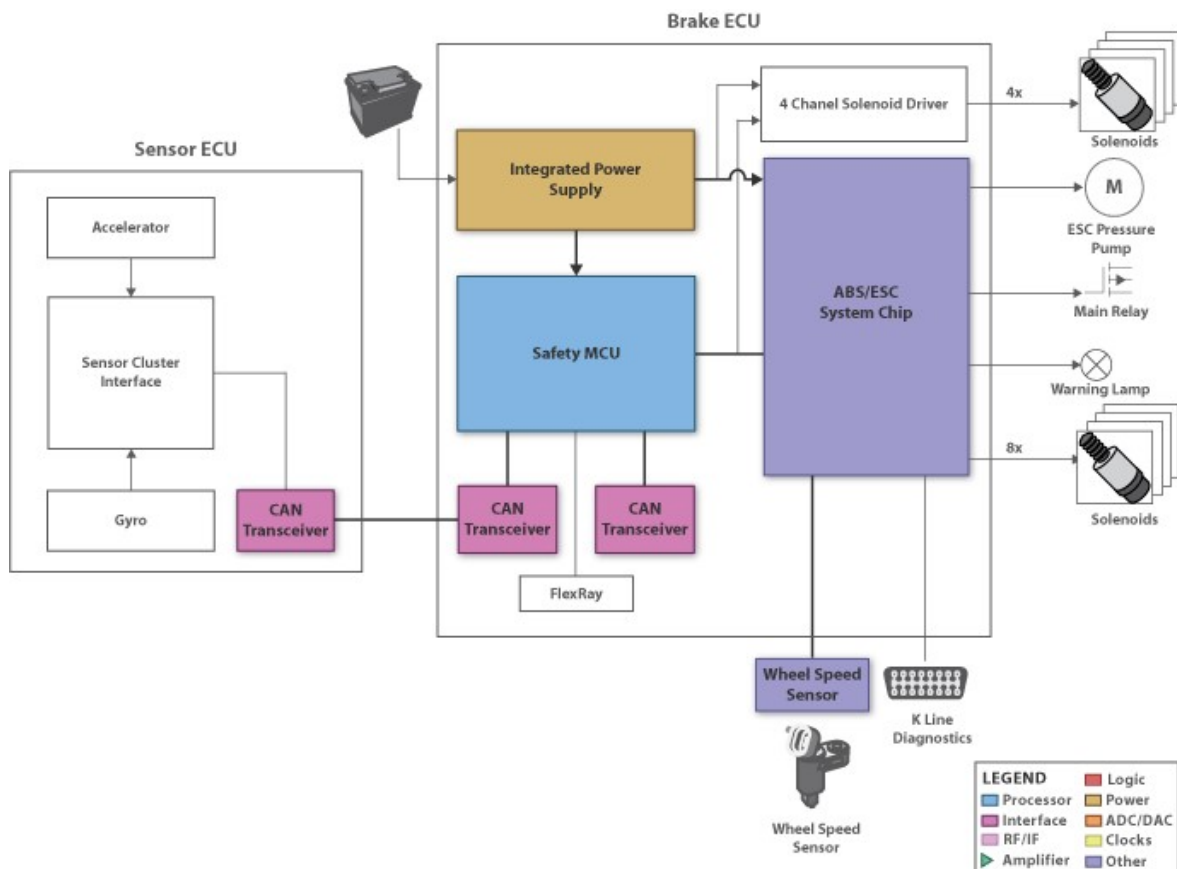 Brake ECU
4 Chanel Solenoid Driver
4x
Solenoids
Sensor ECU
Integrated Power
Supply
Accelerator
M
ESC Pressure
Pump
ABS/ESC
System Chip
Main Relay
Safety MCU
Sensor Cluster
Interface
Warning Lamp
8x
Gyro
CAN
Transceiver
CAN
Transceiver
CAN
Transceiver
Solenoids
FlexRay
Wheel Speed
Sensor
K Line
Diagnostics
Wheel Speed
Sensor
LEGEND
Processor
Interface
RF/IF
Amplifier
Logic
Power
ADC/DAC
Clocks
Other